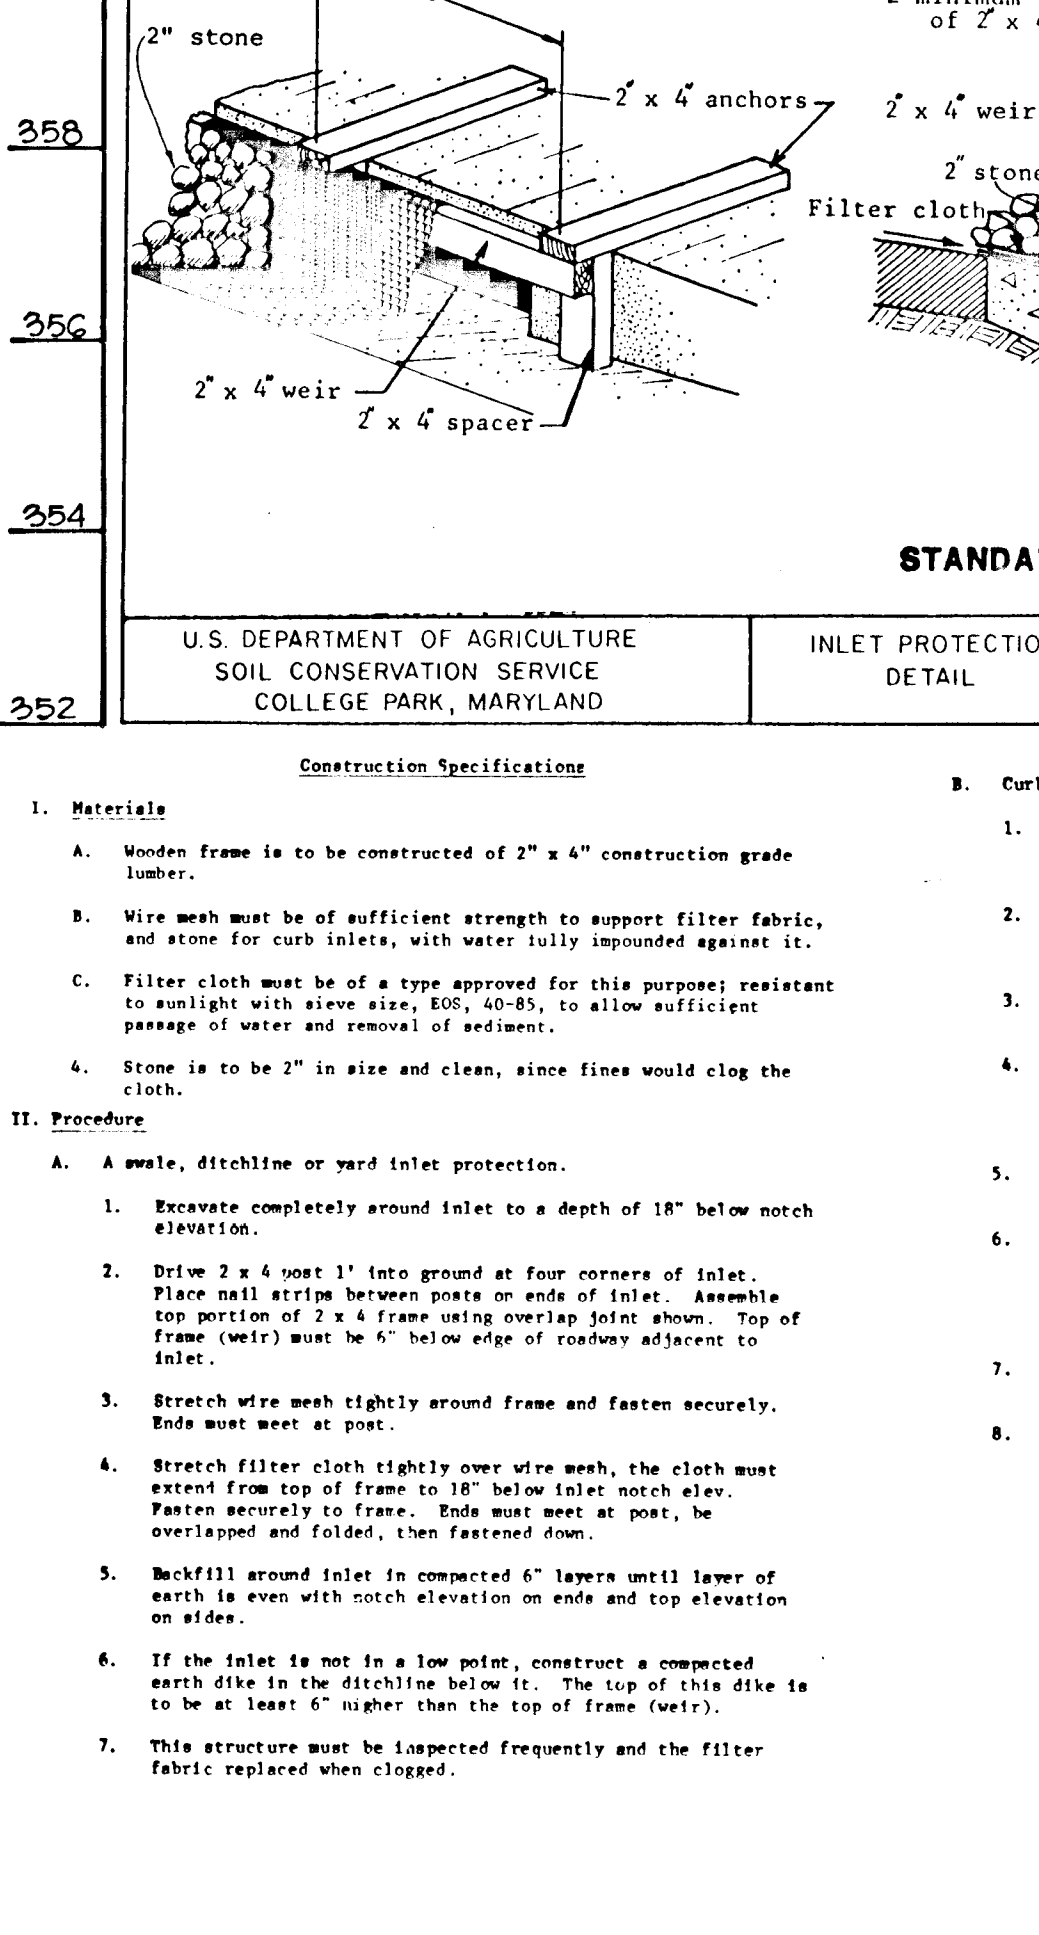 2" stone
of 2" x 4
2" x 4" anchors
2" x 4" weir
358
2" stone
Filter cloth
356
2" x 4" weir
2" x 4" spacer
354
STANDA
U.S. DEPARTMENT OF AGRICULTURE
SOIL CONSERVATION SERVICE
COLLEGE PARK, MARYLAND
INLET PROTECTIO
DETAIL
352
Construction Specifications
I. Materials
A. Wooden frame is to be constructed of 2" x 4" construction grade
lumber.
B. Wire mesh must be of sufficient strength to support filter fabric,
and stone for curb inlets, with water fully impounded against it.
C. Filter cloth must be of a type approved for this purpose; resistant
to sunlight with sieve size, EOS, 40-85, to allow sufficient
passage of water and removal of sediment.
4. Stone is to be 2" in size and clean, since fines would clog the
cloth.
II. Procedure
A. A swale, ditchline or yard inlet protection.
1. Excavate completely around inlet to a depth of 18" below notch
elevation.
2. Drive 2 x 4 post 1' into ground at four corners of inlet.
Place nail strips between posts on ends of inlet. Assemble
top portion of 2 x 4 frame using overlap joint shown. Top of
frame (weir) must be 6" below edge of roadway adjacent to
inlet.
3. Stretch wire mesh tightly around frame and fasten securely.
Ends must meet at post.
4. Stretch filter cloth tightly over wire mesh, the cloth must
extend from top of frame to 18" below inlet notch elev.
Fasten securely to frame. Ends must meet at post, be
overlapped and folded, then fastened down.
5. Backfill around inlet in compacted 6" layers until layer of
earth is even with notch elevation on ends and top elevation
on sides.
6. If the inlet is not in a low point, construct a compacted
earth dike in the ditchline below it. The top of this dike is
to be at least 6" higher than the top of frame (weir).
7. This structure must be inspected frequently and the filter
fabric replaced when clogged.
B. Curb
1.
2.
3.
4.
5.
6.
7.
8.